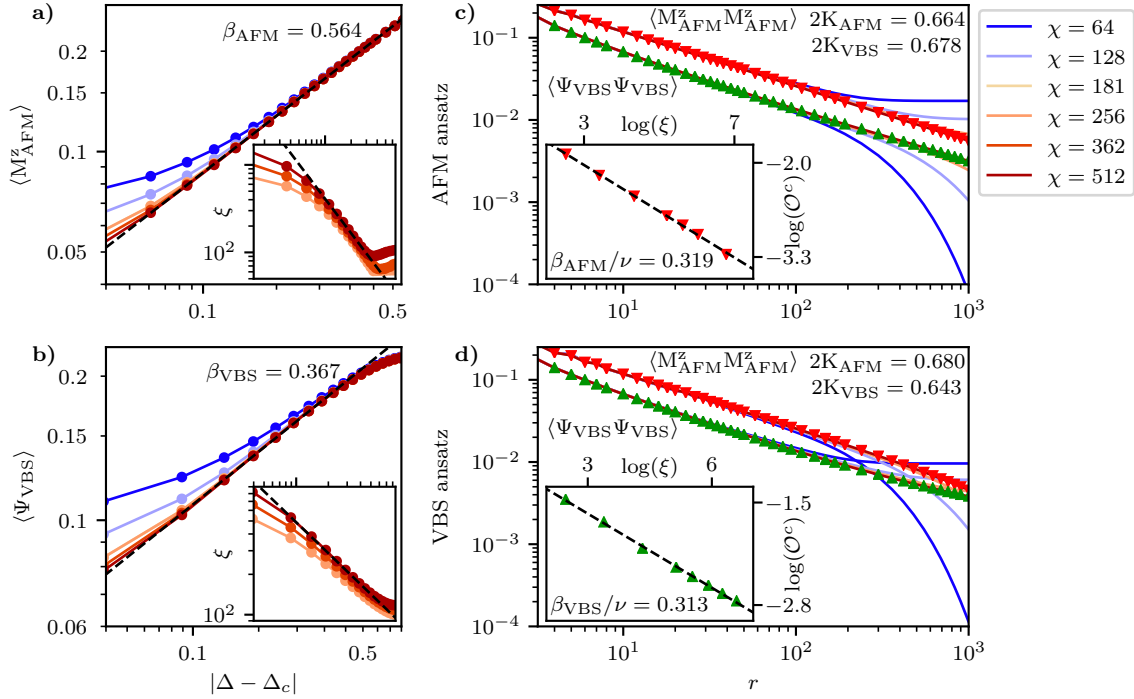 a)
β_AFM = 0.564
0.2
0.15
0.1
0.05
⟨M^z_AFM⟩
0.1
0.5
ξ
10^2
c)
⟨M^z_AFM M^z_AFM⟩ 2K_AFM = 0.664
2K_VBS = 0.678
⟨Ψ_VBS Ψ_VBS⟩
10^−1
10^−2
10^−3
10^−4
AFM ansatz
3
log(ξ)
7
−2.0
−3.3
log(𝒪^c)
β_AFM/ν = 0.319
10^1
10^2
10^3
χ = 64
χ = 128
χ = 181
χ = 256
χ = 362
χ = 512
b)
β_VBS = 0.367
0.2
0.15
0.1
0.06
⟨Ψ_VBS⟩
0.1
0.5
|Δ − Δ_c|
ξ
10^2
d)
⟨M^z_AFM M^z_AFM⟩ 2K_AFM = 0.680
2K_VBS = 0.643
⟨Ψ_VBS Ψ_VBS⟩
10^−1
10^−2
10^−3
10^−4
VBS ansatz
3
log(ξ)
6
−1.5
−2.8
log(𝒪^c)
β_VBS/ν = 0.313
10^1
10^2
10^3
r